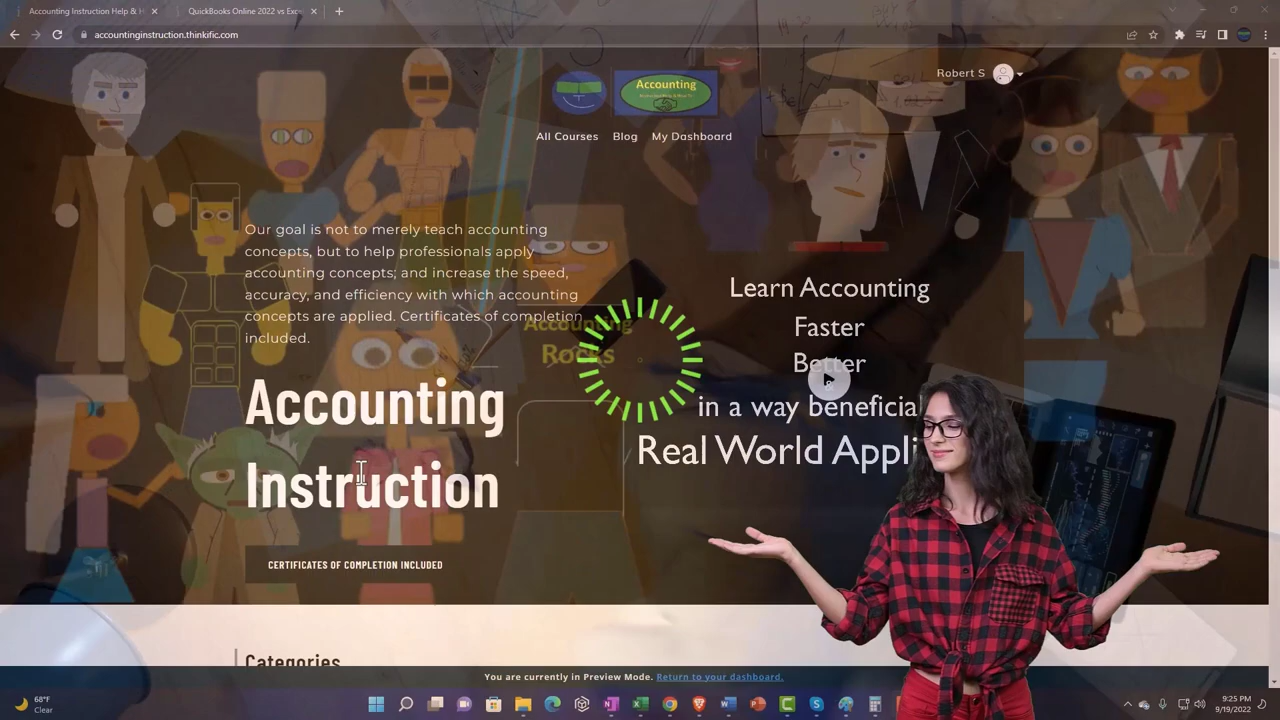 Accounting Instruction Help & H
QuickBooks Online 2022 vs Exce
accountinginstruction.thinkific.com
Robert S
Accounting
All Courses
Blog
My Dashboard
Our goal is not to merely teach accounting
concepts, but to help professionals apply
accounting concepts; and increase the speed,
accuracy, and efficiency with which accounting
concepts are applied. Certificates of completion
included.
Accounting
Rocks
Learn Accounting
Faster
Better
&
in a way beneficial
Real World Appli
Accounting
Instruction
CERTIFICATES OF COMPLETION INCLUDED
Categories
You are currently in Preview Mode. Return to your dashboard.
68°F
Clear
9:25 PM
9/19/2022